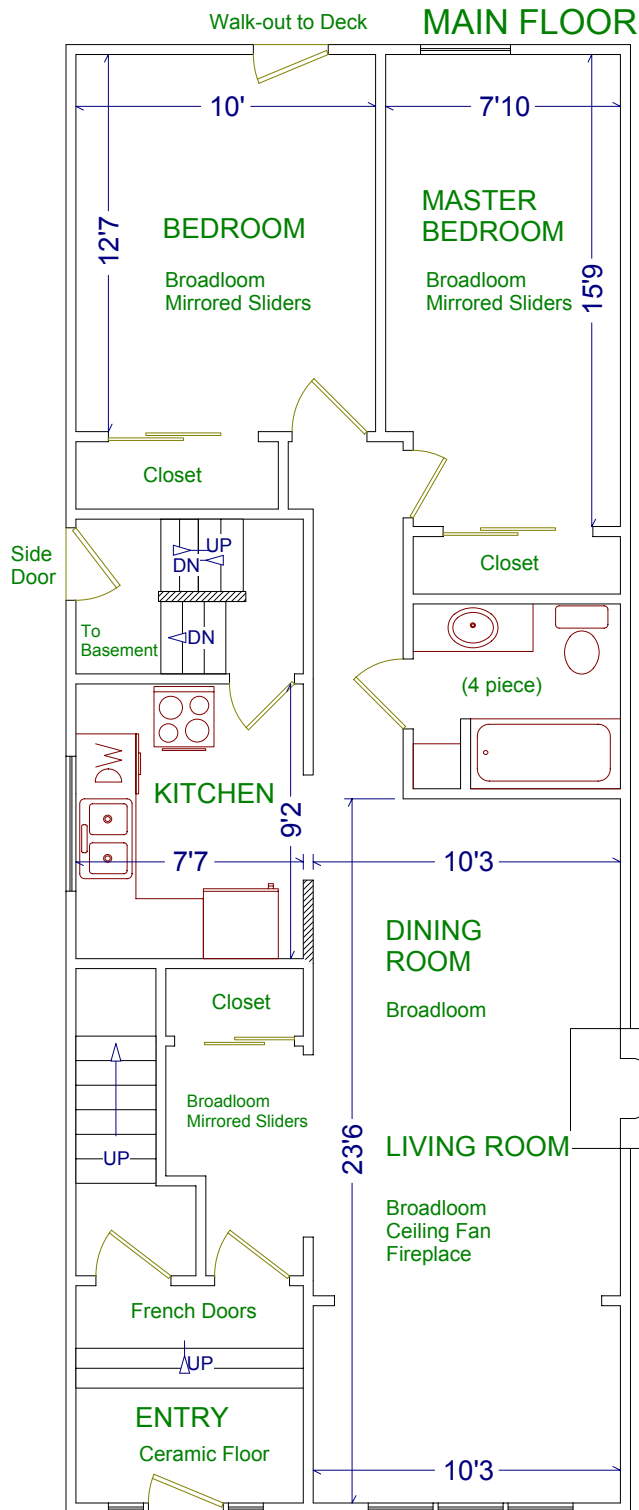 Walk-out to Deck
MAIN FLOOR
10'
7'10
12'7
BEDROOM
Broadloom
Mirrored Sliders
MASTER
BEDROOM
Broadloom
Mirrored Sliders
15'9
Closet
Side
Door
UP
DN
Closet
To
Basement
DN
(4 piece)
DW
KITCHEN
9'2
7'7
10'3
DINING
ROOM
Broadloom
Closet
Broadloom
Mirrored Sliders
UP
23'6
LIVING ROOM
Broadloom
Ceiling Fan
Fireplace
French Doors
UP
ENTRY
Ceramic Floor
10'3